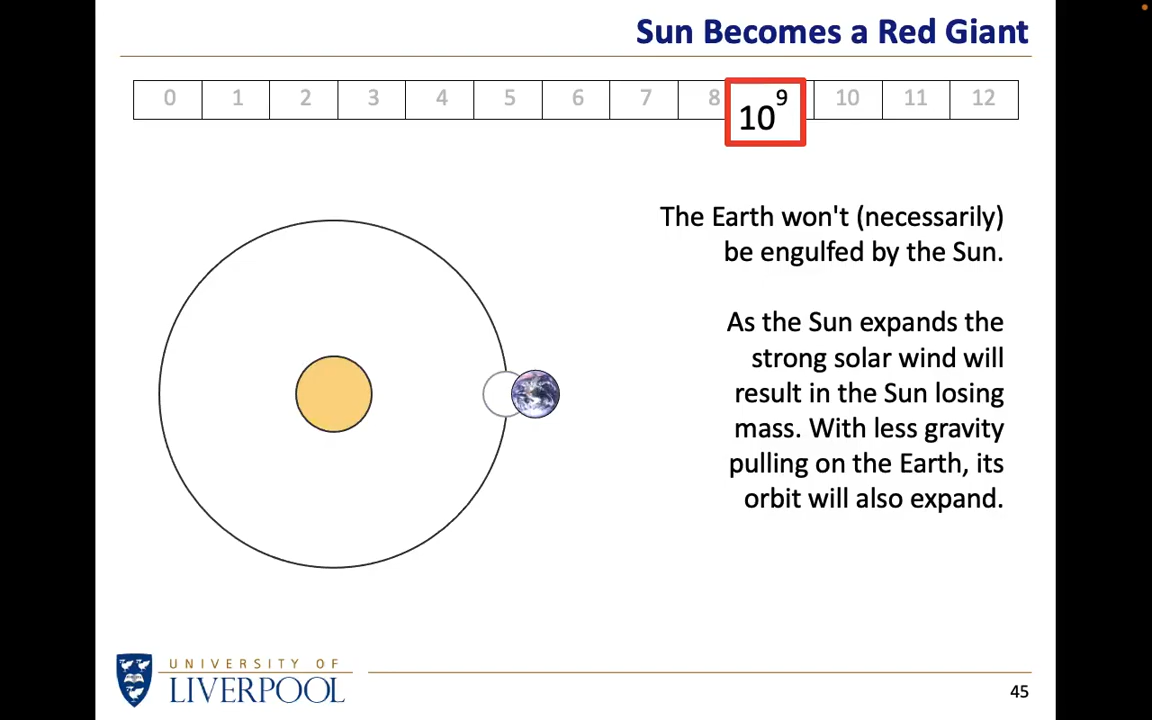 Sun Becomes a Red Giant
0 1 2 3 4 5 6 7 8 10⁹ 10 11 12
The Earth won't (necessarily)
be engulfed by the Sun.
As the Sun expands the
strong solar wind will
result in the Sun losing
mass. With less gravity
pulling on the Earth, its
orbit will also expand.
UNIVERSITY OF
LIVERPOOL
45